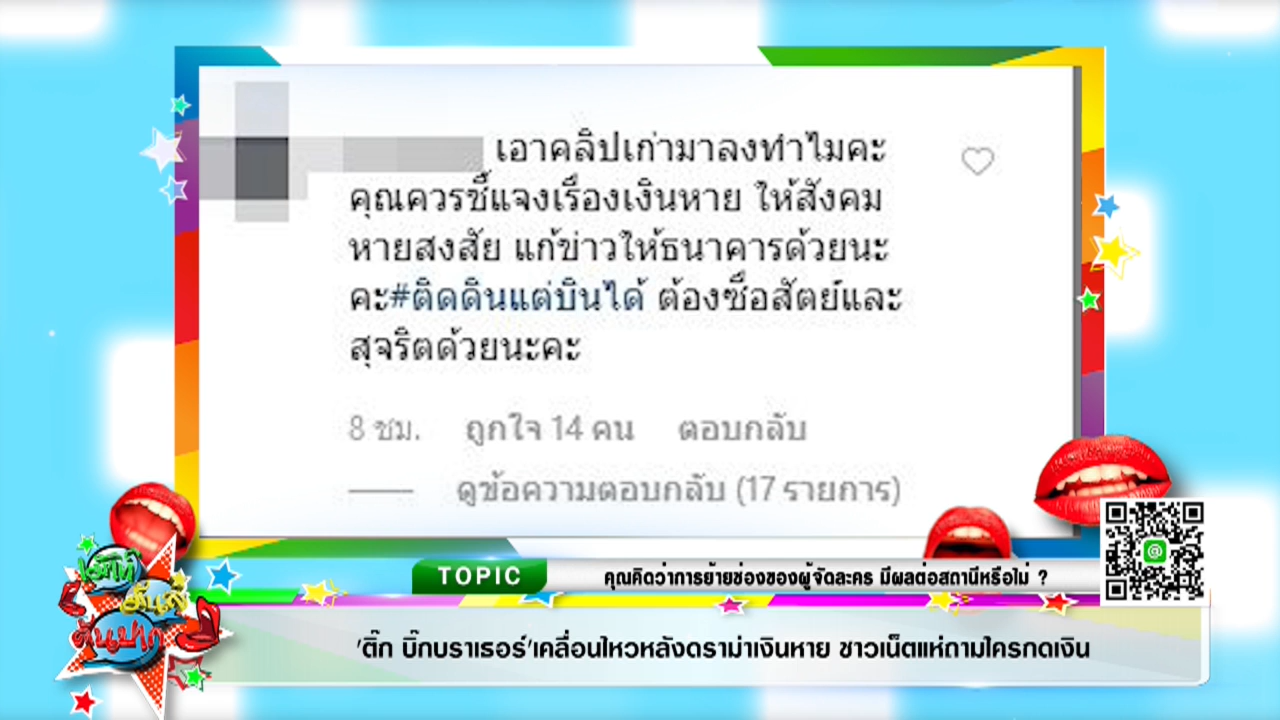 เอาคลิปเก่ามาลงทำไมคะ
คุณควรชี้แจงเรื่องเงินหาย ให้สังคม
หายสงสัย แก้ข่าวให้ธนาคารด้วยนะ
คะ#ติดดินแต่บินได้ ต้องซื่อสัตย์และ
สุจริตด้วยนะคะ
8 ชม. ถูกใจ 14 คน ตอบกลับ
ดูข้อความตอบกลับ (17 รายการ)
TOPIC คุณคิดว่าการย้ายช่องของผู้จัดละคร มีผลต่อสถานีหรือไม่ ?
'ติ๊ก บิ๊กบราเธอร์'เคลื่อนไหวหลังดราม่าเงินหาย ชาวเน็ตแห่ถามใครกดเงิน